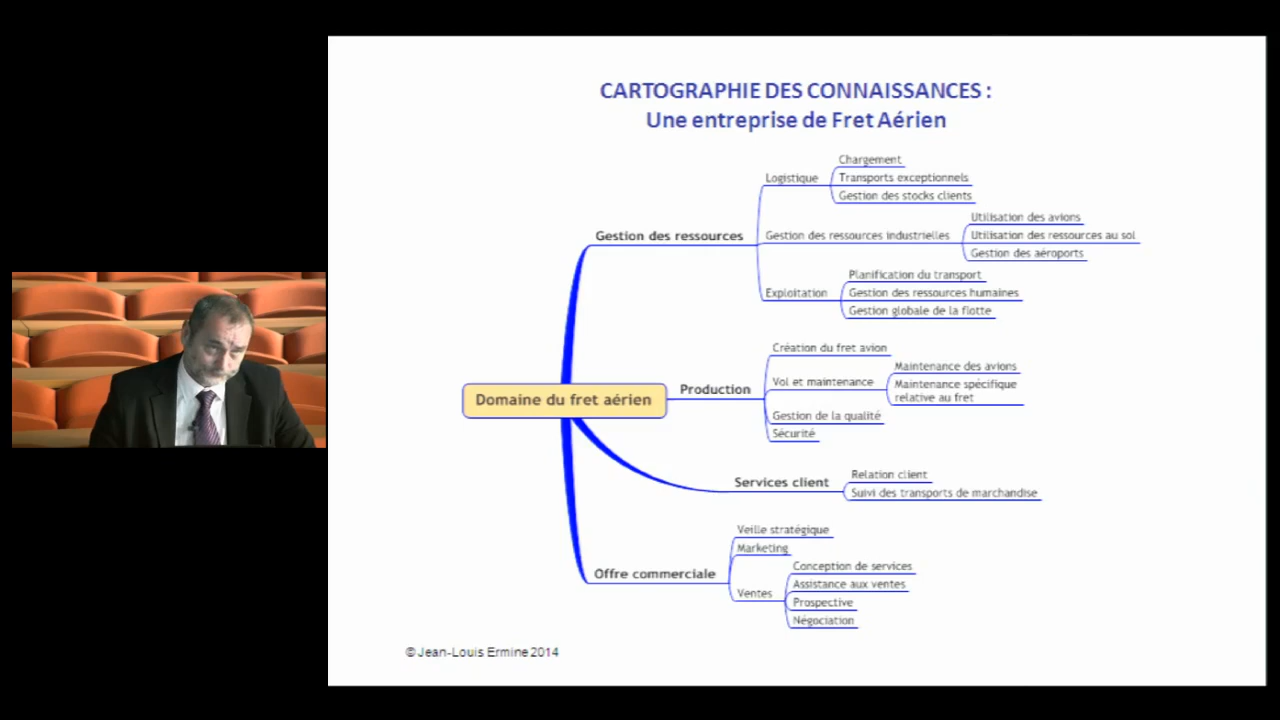 CARTOGRAPHIE DES CONNAISSANCES :
Une entreprise de Fret Aérien
Domaine du fret aérien
Gestion des ressources
Logistique
Chargement
Transports exceptionnels
Gestion des stocks clients
Gestion des ressources industrielles
Utilisation des avions
Utilisation des ressources au sol
Gestion des aéroports
Exploitation
Planification du transport
Gestion des ressources humaines
Gestion globale de la flotte
Production
Création du fret avion
Vol et maintenance
Maintenance des avions
Maintenance spécifique
relative au fret
Gestion de la qualité
Sécurité
Services client
Relation client
Suivi des transports de marchandise
Offre commerciale
Veille stratégique
Marketing
Ventes
Conception de services
Assistance aux ventes
Prospective
Négociation
© Jean-Louis Ermine 2014